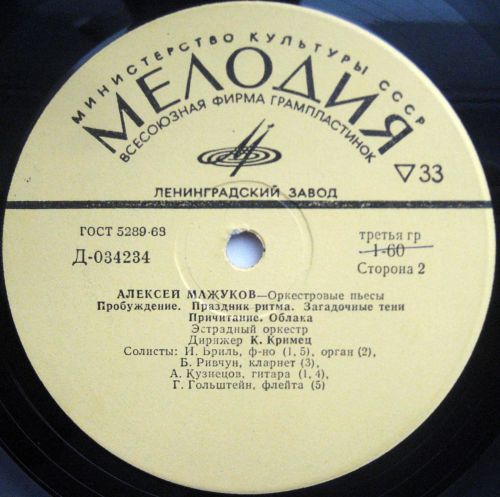 МИНИСТЕРСТВО КУЛЬТУРЫ СССР
МЕЛОДИЯ
ВСЕСОЮЗНАЯ ФИРМА ГРАМПЛАСТИНОК
▽33
ЛЕНИНГРАДСКИЙ ЗАВОД
ГОСТ 5289-68
третья гр
Д-034234
1-60
Сторона 2
АЛЕКСЕЙ МАЖУКОВ—Оркестровые пьесы
Пробуждение. Праздник ритма. Загадочные тени
Причитание. Облака
Эстрадный оркестр
Дирижер К. Кримец
Солисты: И. Бриль, ф-но (1, 5), орган (2),
Б. Ривчун, кларнет (3),
А. Кузнецов, гитара (1, 4),
Г. Гольштейн, флейта (5)